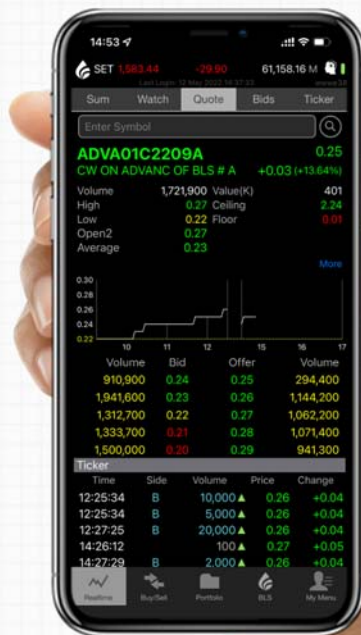 14:53
SET 1,583.44 -29.90 61,158.16 M
Last Login: 12 May 2022 14:37:33
Sum Watch Quote Bids Ticker
Enter Symbol
ADVA01C2209A 0.25
CW ON ADVANC OF BLS # A +0.03 (+13.64%)
Volume 1,721,900 Value(K) 401
High 0.27 Ceiling 2.24
Low 0.22 Floor 0.01
Open2 0.27
Average 0.23
More
0.30
0.28
0.26
0.24
0.22
10 11 12 15 16 17
Volume Bid Offer Volume
910,900 0.24 0.25 294,400
1,941,600 0.23 0.26 1,144,200
1,312,700 0.22 0.27 1,062,200
1,333,700 0.21 0.28 1,071,400
1,500,000 0.20 0.29 941,300
Ticker
Time Side Volume Price Change
12:25:34 B 10,000 0.26 +0.04
12:25:34 B 5,000 0.26 +0.04
12:27:25 B 20,000 0.26 +0.04
14:26:12 100 0.27 +0.05
14:27:29 B 2,000 0.26 +0.04
Realtime Buy/Sell Portfolio BLS My Menu